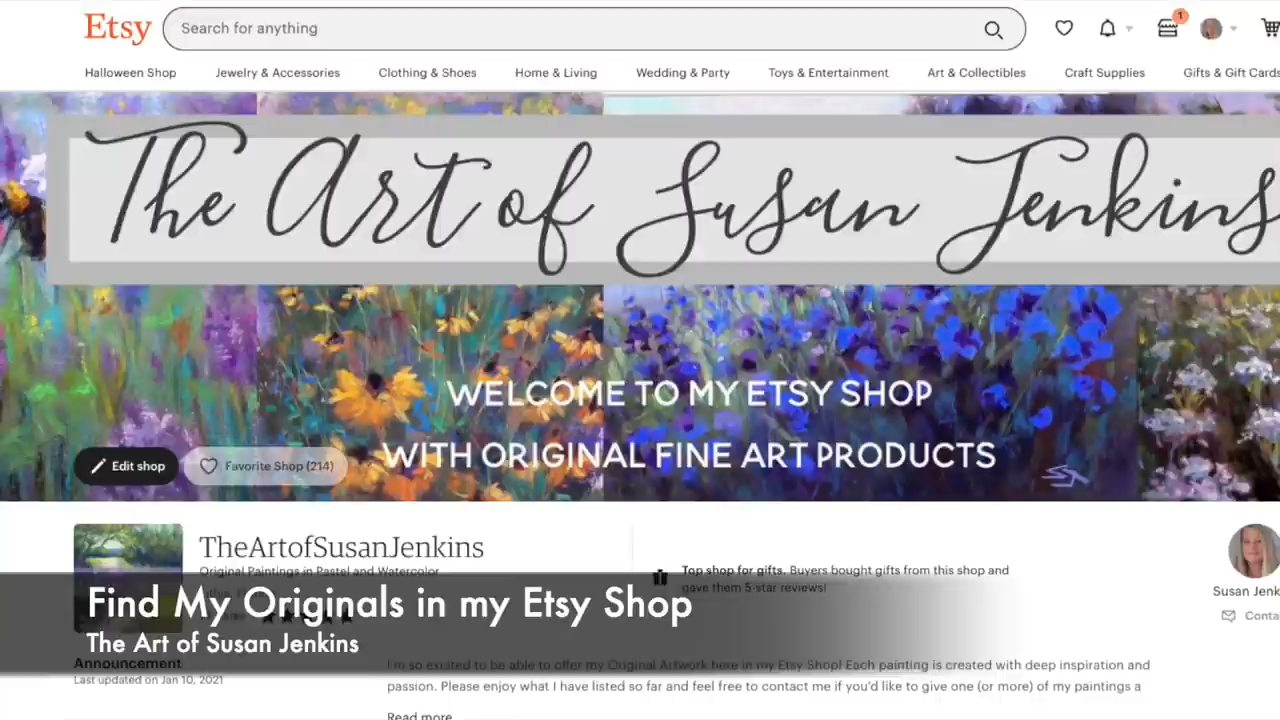 Etsy
Search for anything
1
Halloween Shop
Jewelry & Accessories
Clothing & Shoes
Home & Living
Wedding & Party
Toys & Entertainment
Art & Collectibles
Craft Supplies
Gifts & Gift Cards
The Art of Susan Jenkins
WELCOME TO MY ETSY SHOP
WITH ORIGINAL FINE ART PRODUCTS
Edit shop
Favorite Shop (214)
TheArtofSusanJenkins
Original Paintings in Pastel and Watercolor
Top shop for gifts. Buyers bought gifts from this shop and
gave them 5-star reviews!
Susan Jenk
Conta
Find My Originals in my Etsy Shop
The Art of Susan Jenkins
Announcement
Last updated on Jan 10, 2021
I'm so excited to be able to offer my Original Artwork here in my Etsy Shop! Each painting is created with deep inspiration and
passion. Please enjoy what I have listed so far and feel free to contact me if you'd like to give one (or more) of my paintings a
Read more